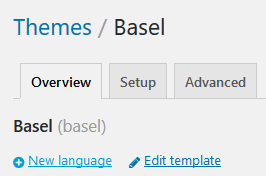 Themes / Basel
Overview Setup Advanced
Basel (basel)
New language Edit template